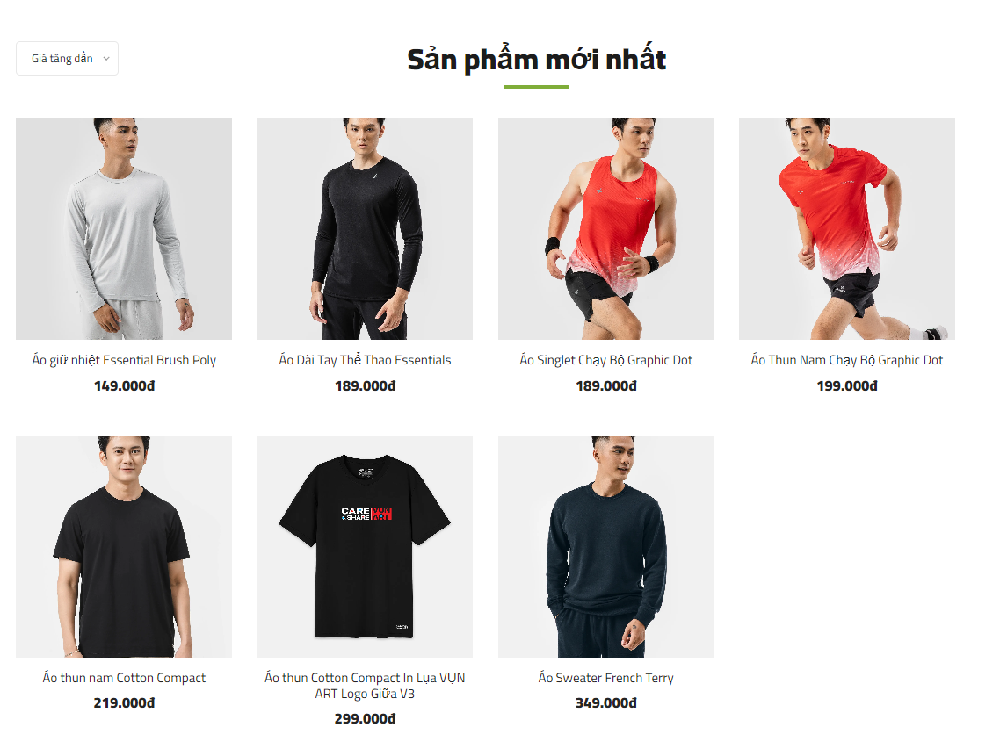 Giá tăng dần
Sản phẩm mới nhất
Áo giữ nhiệt Essential Brush Poly
149.000đ
Áo Dài Tay Thể Thao Essentials
189.000đ
Áo Singlet Chạy Bộ Graphic Dot
189.000đ
Áo Thun Nam Chạy Bộ Graphic Dot
199.000đ
CARE
& SHARE
VUN
ART
Áo thun nam Cotton Compact
219.000đ
Áo thun Cotton Compact In Lụa VỤN
ART Logo Giữa V3
299.000đ
Áo Sweater French Terry
349.000đ